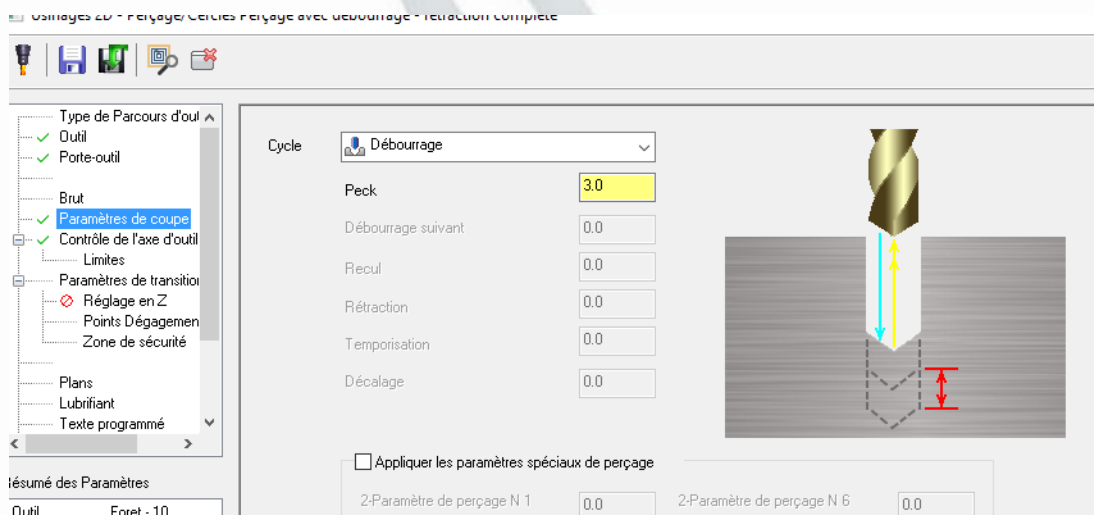 Usinages 2D - Perçage/Cercles Perçage avec débourrage - rétraction complète
Type de Parcours d'out
Outil
Porte-outil
Brut
Paramètres de coupe
Contrôle de l'axe d'outil
Limites
Paramètres de transition
Réglage en Z
Points Dégagemen
Zone de sécurité
Plans
Lubrifiant
Texte programmé
Résumé des Paramètres
Outil Foret - 10
Cycle Débourrage
Peck 3.0
Débourrage suivant 0.0
Recul 0.0
Rétraction 0.0
Temporisation 0.0
Décalage 0.0
Appliquer les paramètres spéciaux de perçage
2-Paramètre de perçage N 1 0.0 2-Paramètre de perçage N 6 0.0